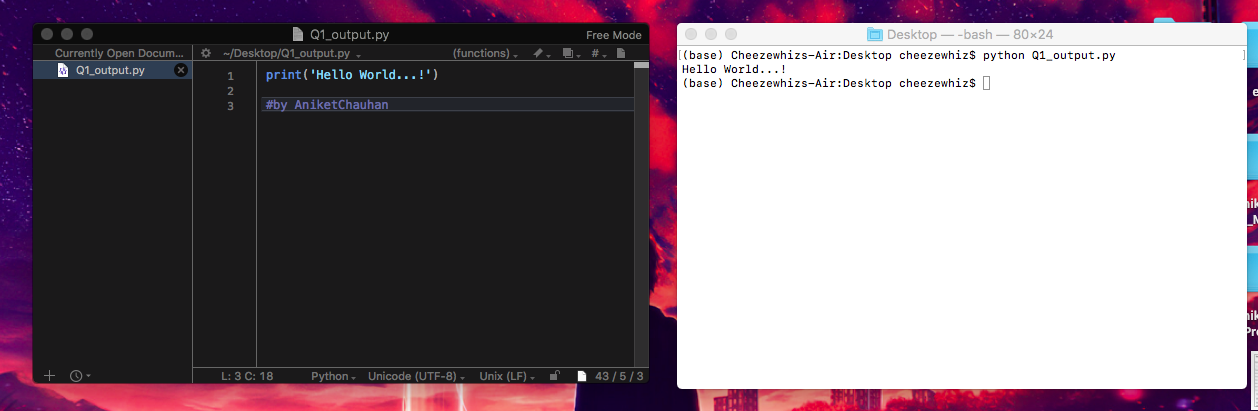 Q1_output.py
Free Mode
Currently Open Docum...
~/Desktop/Q1_output.py
(functions)
#
Q1_output.py
1 print('Hello World...!')
2
3 #by AniketChauhan
L: 3 C: 18
Python
Unicode (UTF-8)
Unix (LF)
43 / 5 / 3
Desktop — -bash — 80×24
[(base) Cheezewhizs-Air:Desktop cheezewhiz$ python Q1_output.py ]
Hello World...!
(base) Cheezewhizs-Air:Desktop cheezewhiz$